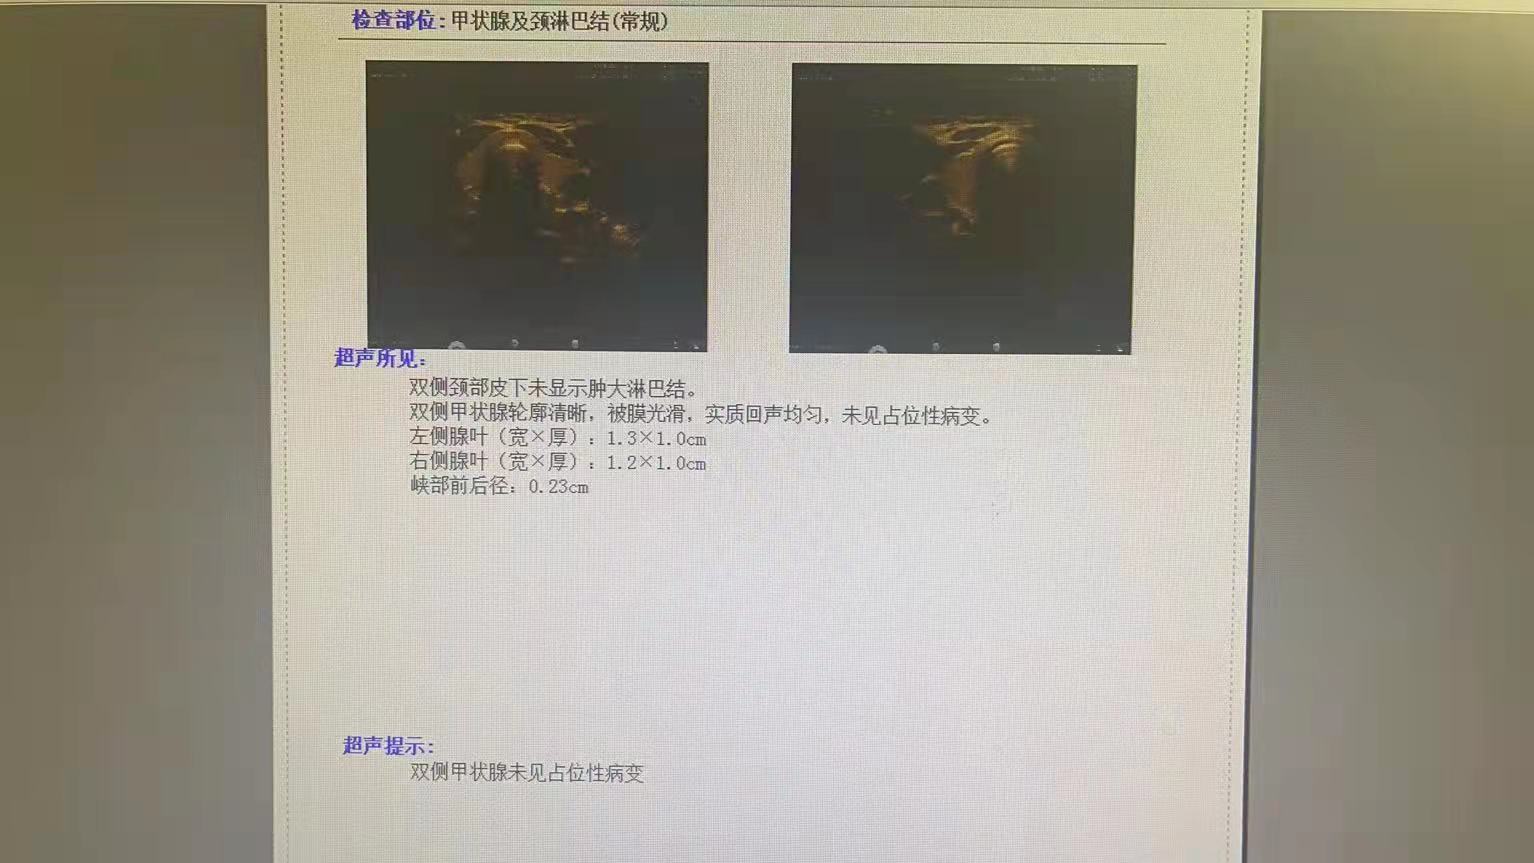 检查部位:甲状腺及颈淋巴结(常规)
超声所见:
双侧颈部皮下未显示肿大淋巴结。
双侧甲状腺轮廓清晰，被膜光滑，实质回声均匀，未见占位性病变。
左侧腺叶（宽×厚）：1.3×1.0cm
右侧腺叶（宽×厚）：1.2×1.0cm
峡部前后径：0.23cm
超声提示:
双侧甲状腺未见占位性病变